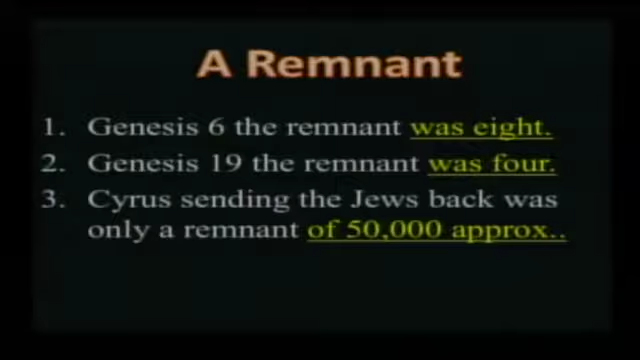 A Remnant
1. Genesis 6 the remnant was eight.
2. Genesis 19 the remnant was four.
3. Cyrus sending the Jews back was
only a remnant of 50,000 approx..